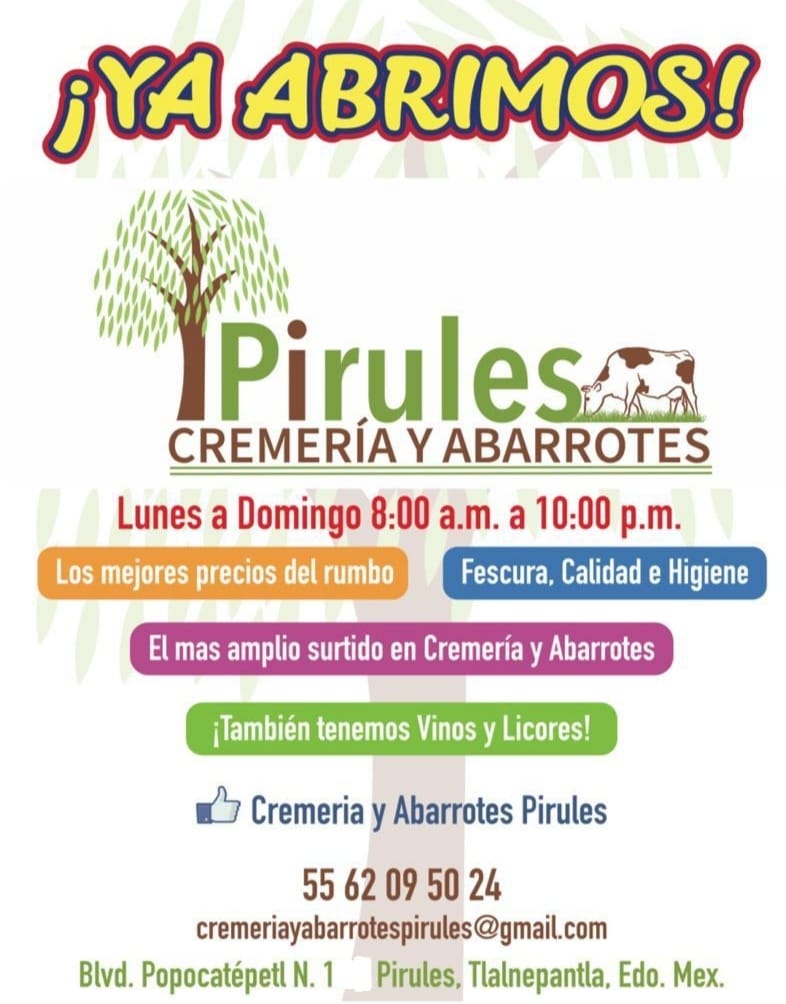 ¡YA ABRIMOS!
Pirules
CREMERÍA Y ABARROTES
Lunes a Domingo 8:00 a.m. a 10:00 p.m.
Los mejores precios del rumbo
Fescura, Calidad e Higiene
El mas amplio surtido en Cremería y Abarrotes
¡También tenemos Vinos y Licores!
Cremeria y Abarrotes Pirules
55 62 09 50 24
cremeriayabarrotespirules@gmail.com
Blvd. Popocatépetl N. 1 Pirules, Tlalnepantla, Edo. Mex.